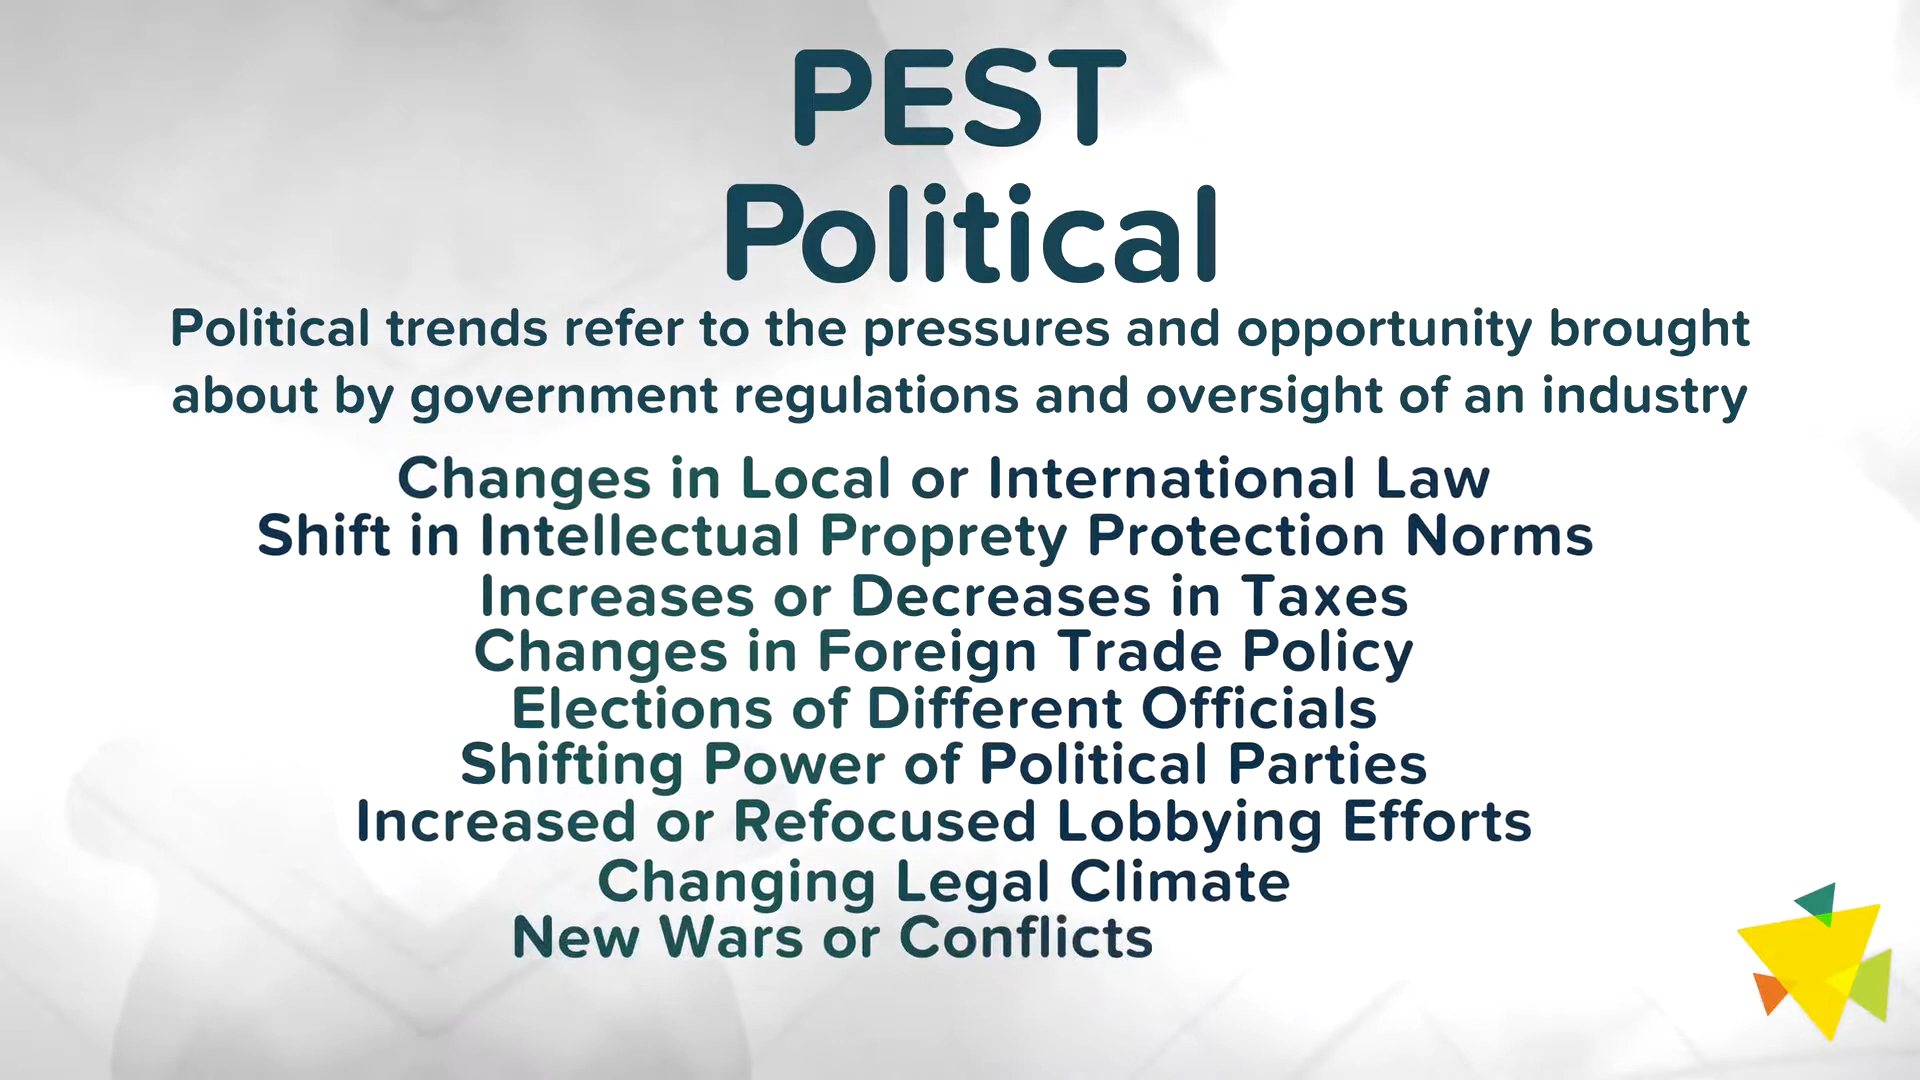 PEST
Political
Political trends refer to the pressures and opportunity brought
about by government regulations and oversight of an industry
Changes in Local or International Law
Shift in Intellectual Proprety Protection Norms
Increases or Decreases in Taxes
Changes in Foreign Trade Policy
Elections of Different Officials
Shifting Power of Political Parties
Increased or Refocused Lobbying Efforts
Changing Legal Climate
New Wars or Conflicts